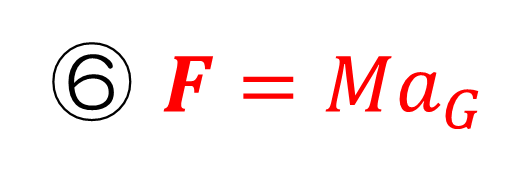 ⑥ F = Ma_G